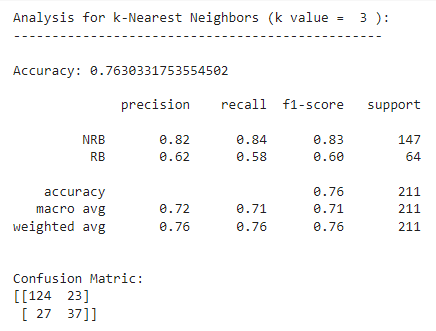 Analysis for k-Nearest Neighbors (k value =  3 ):
------------------------------------------------
Accuracy: 0.7630331753554502
precision recall f1-score support
NRB 0.82 0.84 0.83 147
RB 0.62 0.58 0.60 64
accuracy 0.76 211
macro avg 0.72 0.71 0.71 211
weighted avg 0.76 0.76 0.76 211
Confusion Matric:
[[124  23]
[ 27  37]]